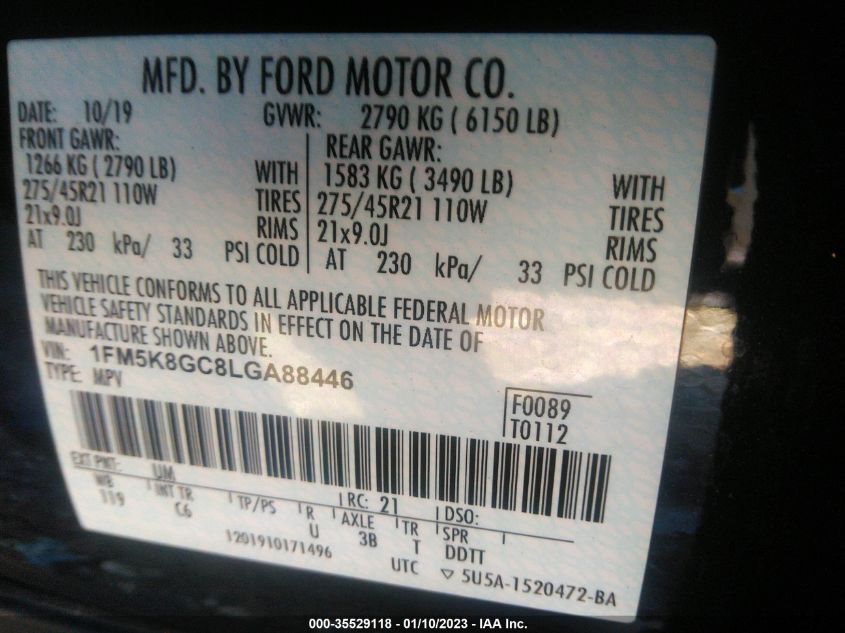 MFD. BY FORD MOTOR CO.
DATE: 10/19 GVWR: 2790 KG ( 6150 LB)
FRONT GAWR: REAR GAWR:
1266 KG ( 2790 LB) WITH 1583 KG ( 3490 LB) WITH
275/45R21 110W TIRES 275/45R21 110W TIRES
21x9.0J RIMS 21x9.0J RIMS
AT 230 kPa/ 33 PSI COLD AT 230 kPa/ 33 PSI COLD
THIS VEHICLE CONFORMS TO ALL APPLICABLE FEDERAL MOTOR
VEHICLE SAFETY STANDARDS IN EFFECT ON THE DATE OF
MANUFACTURE SHOWN ABOVE.
VIN: 1FM5K8GC8LGA88446
TYPE: MPV
F0089
T0112
EXT PNT: UM RC: 21 DSO:
WB INT TR TP/PS R AXLE TR SPR
119 C6 U 3B T DDTT
1201910171496 UTC ▽ 5U5A-1520472-BA
000-35529118 - 01/10/2023 - IAA Inc.